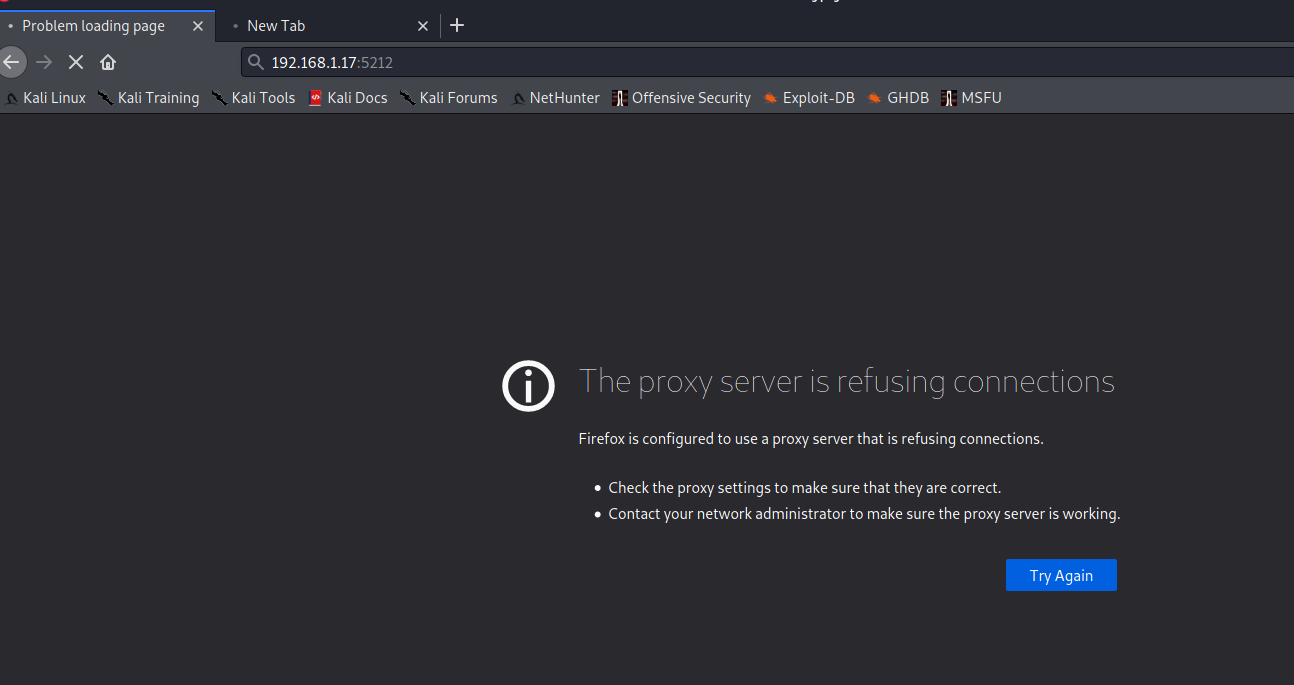 Problem loading page
New Tab
192.168.1.17:5212
Kali Linux Kali Training Kali Tools Kali Docs Kali Forums NetHunter Offensive Security Exploit-DB GHDB MSFU
The proxy server is refusing connections
Firefox is configured to use a proxy server that is refusing connections.
Check the proxy settings to make sure that they are correct.
Contact your network administrator to make sure the proxy server is working.
Try Again